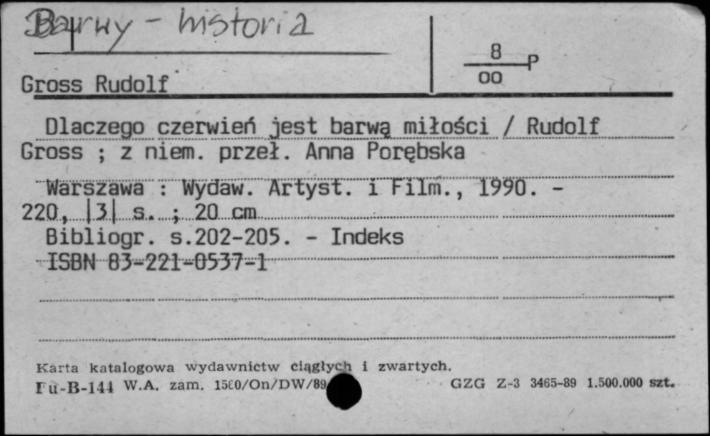 Barwy - historia
8 P
00
Gross Rudolf
Dlaczego czerwień jest barwą miłości / Rudolf
Gross ; z niem. przeł. Anna Porębska
Warszawa : Wydaw. Artyst. i Film., 1990. -
220, |3| s. ; 20 cm
Bibliogr. s.202-205. - Indeks
ISBN 83-221-0537-1
Karta katalogowa wydawnictw ciągłych i zwartych.
Fu-B-144 W.A. zam. 1560/On/DW/89 GZG Z-3 3465-89 1.500.000 szt.